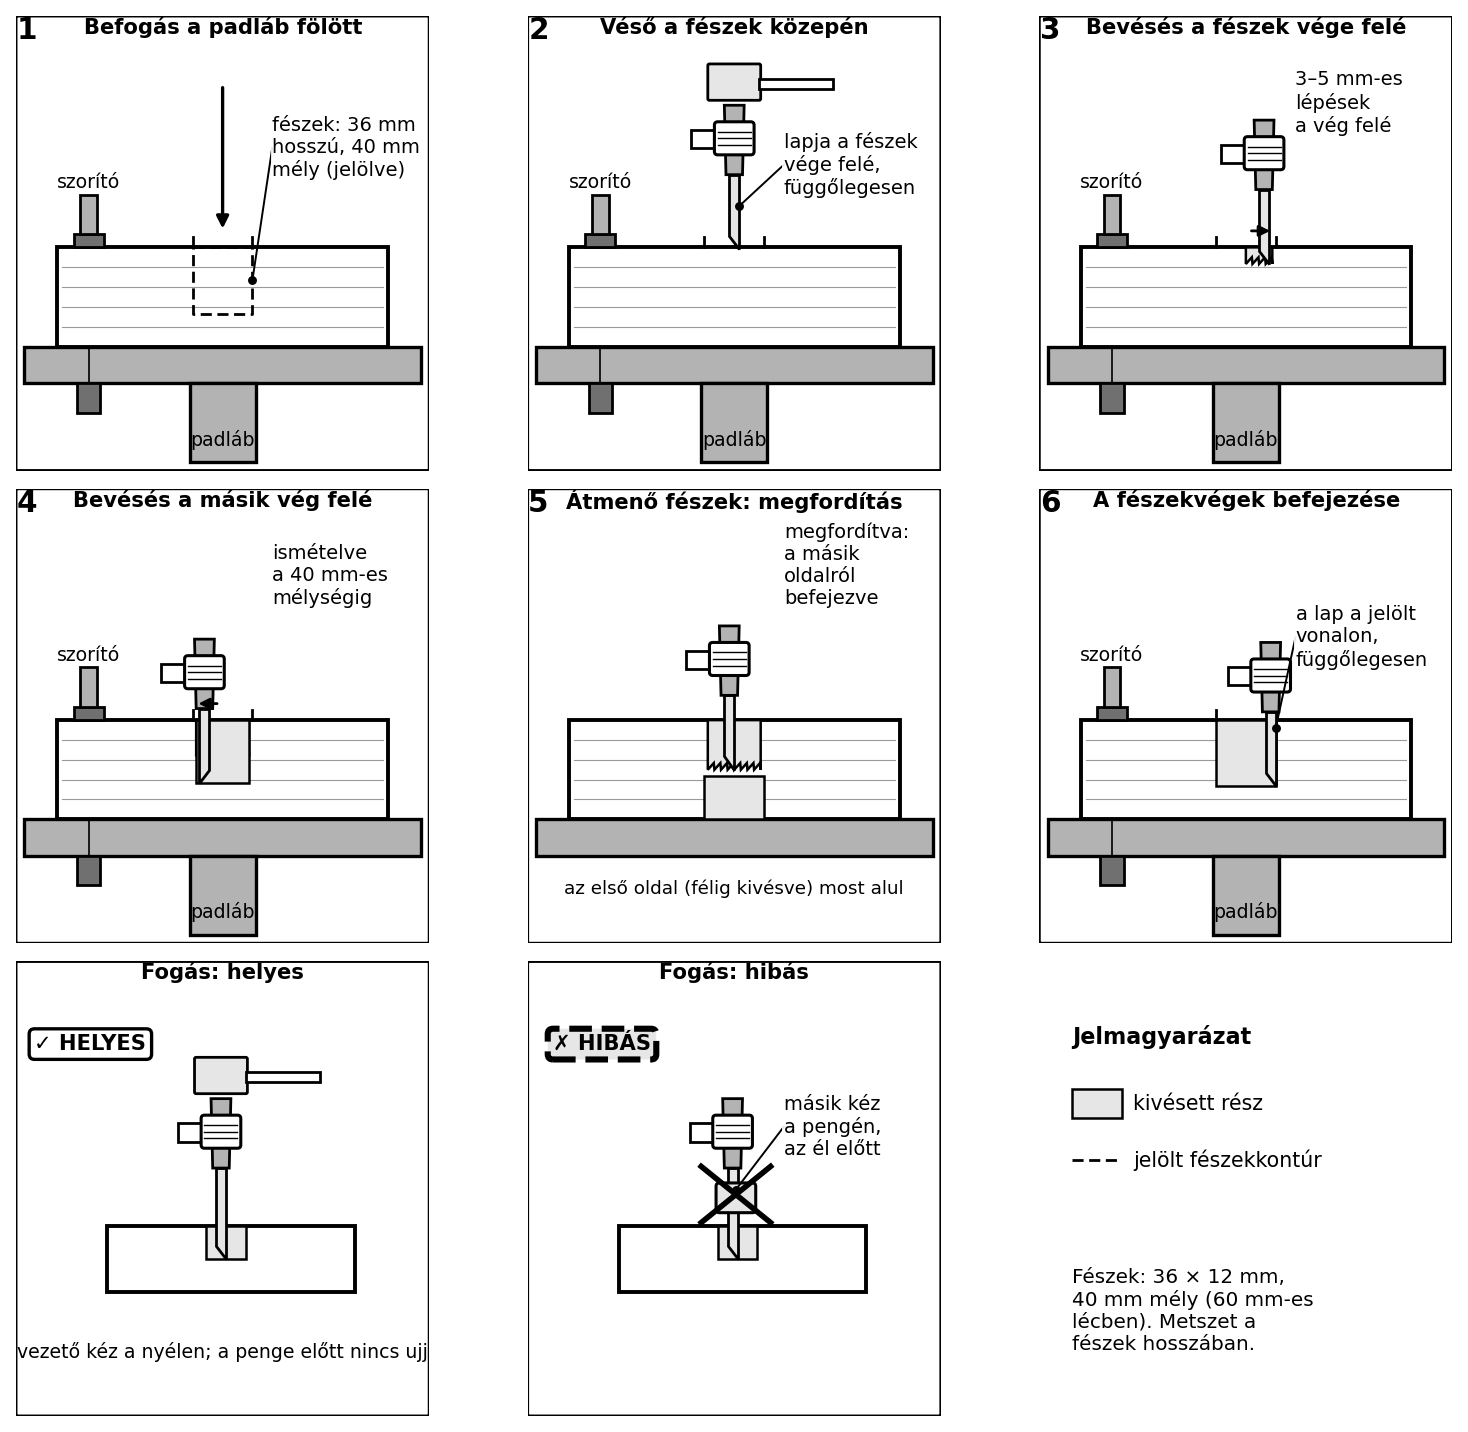 1 Befogás a padláb fölött
fészek: 36 mm
hosszú, 40 mm
mély (jelölve)
szorító
padláb
2 Véső a fészek közepén
lapja a fészek
vége felé,
függőlegesen
szorító
padláb
3 Bevésés a fészek vége felé
3–5 mm-es
lépések
a vég felé
szorító
padláb
4 Bevésés a másik vég felé
ismételve
a 40 mm-es
mélységig
szorító
padláb
5 Átmenő fészek: megfordítás
megfordítva:
a másik
oldalról
befejezve
az első oldal (félig kivésve) most alul
6 A fészekvégek befejezése
a lap a jelölt
vonalon,
függőlegesen
szorító
padláb
Fogás: helyes
✓ HELYES
vezető kéz a nyélen; a penge előtt nincs ujj
Fogás: hibás
✗ HIBÁS
másik kéz
a pengén,
az él előtt
Jelmagyarázat
kivésett rész
jelölt fészekkontúr
Fészek: 36 × 12 mm,
40 mm mély (60 mm-es
lécben). Metszet a
fészek hosszában.